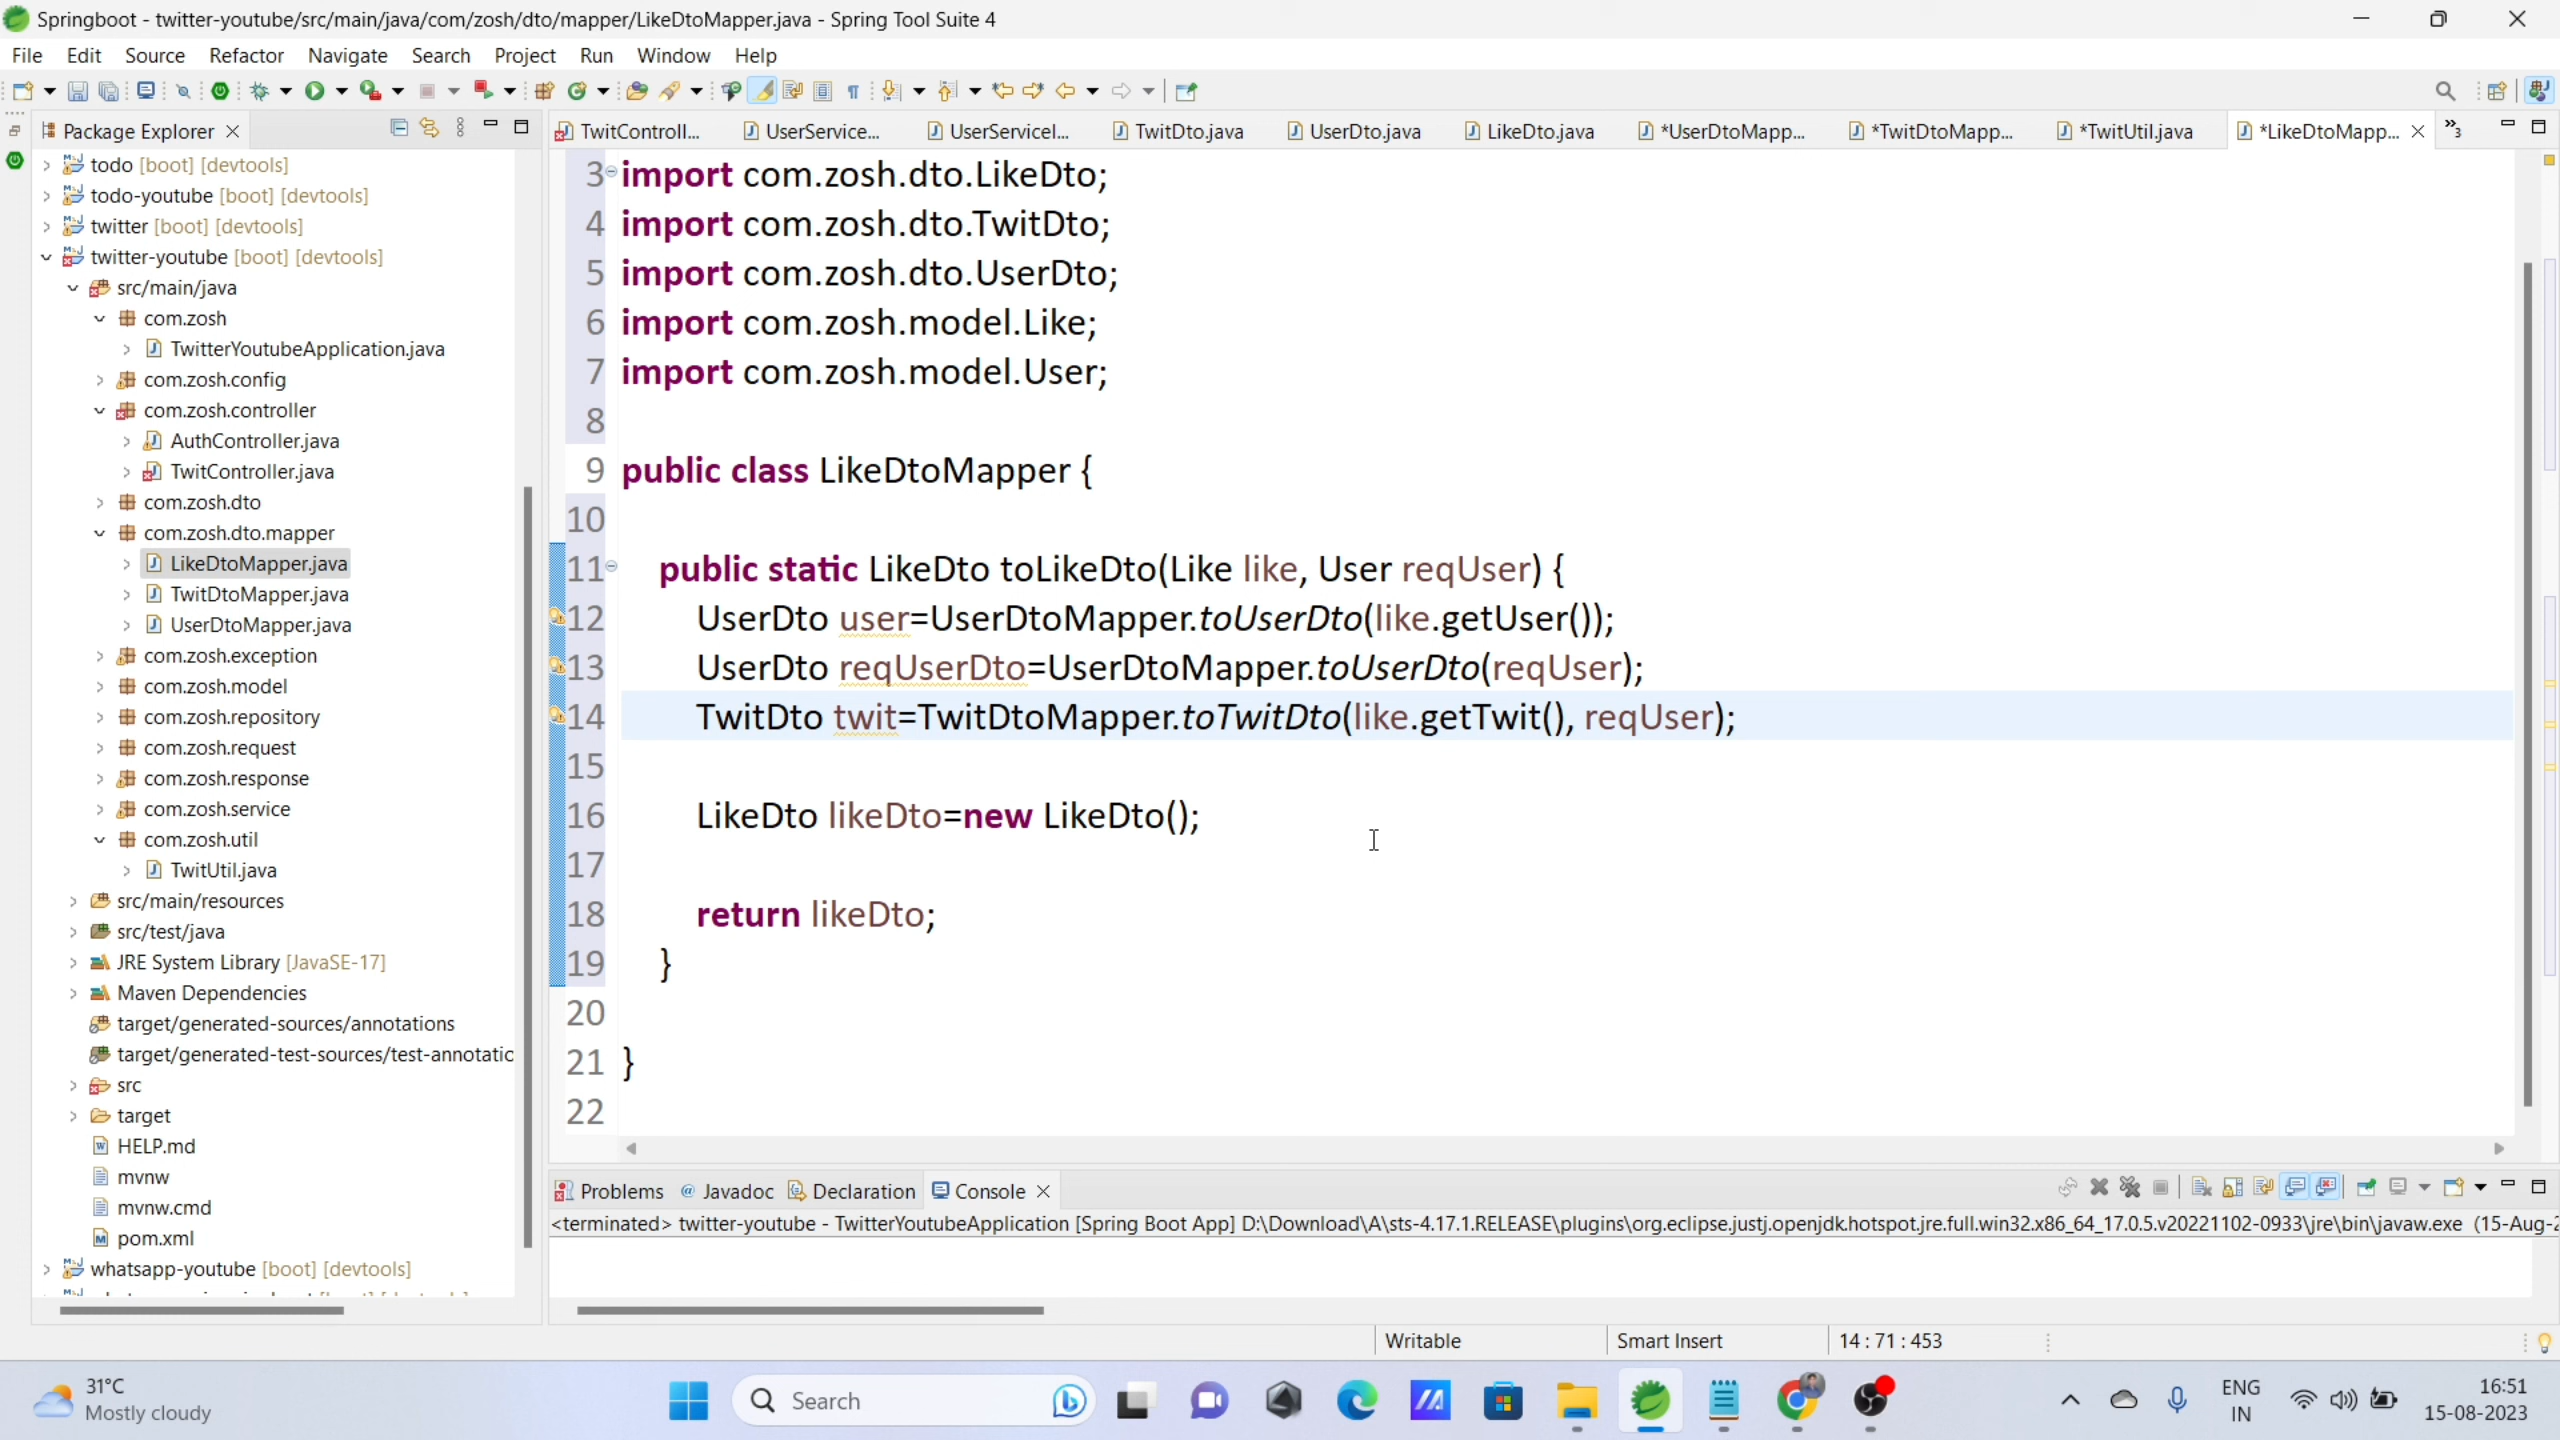 Springboot - twitter-youtube/src/main/java/com/zosh/dto/mapper/LikeDtoMapper.java - Spring Tool Suite 4
File Edit Source Refactor Navigate Search Project Run Window Help
Package Explorer
todo [boot] [devtools]
todo-youtube [boot] [devtools]
twitter [boot] [devtools]
twitter-youtube [boot] [devtools]
src/main/java
com.zosh
TwitterYoutubeApplication.java
com.zosh.config
com.zosh.controller
AuthController.java
TwitController.java
com.zosh.dto
com.zosh.dto.mapper
LikeDtoMapper.java
TwitDtoMapper.java
UserDtoMapper.java
com.zosh.exception
com.zosh.model
com.zosh.repository
com.zosh.request
com.zosh.response
com.zosh.service
com.zosh.util
TwitUtil.java
src/main/resources
src/test/java
JRE System Library [JavaSE-17]
Maven Dependencies
target/generated-sources/annotations
target/generated-test-sources/test-annotatic
src
target
HELP.md
mvnw
mvnw.cmd
pom.xml
whatsapp-youtube [boot] [devtools]
TwitControll... UserService... UserServiceI... TwitDto.java UserDto.java LikeDto.java *UserDtoMapp... *TwitDtoMapp... *TwitUtil.java *LikeDtoMapp... »3
3 import com.zosh.dto.LikeDto;
4 import com.zosh.dto.TwitDto;
5 import com.zosh.dto.UserDto;
6 import com.zosh.model.Like;
7 import com.zosh.model.User;
8
9 public class LikeDtoMapper {
10
11 public static LikeDto toLikeDto(Like like, User reqUser) {
12 UserDto user=UserDtoMapper.toUserDto(like.getUser());
13 UserDto reqUserDto=UserDtoMapper.toUserDto(reqUser);
14 TwitDto twit=TwitDtoMapper.toTwitDto(like.getTwit(), reqUser);
15
16 LikeDto likeDto=new LikeDto();
17
18 return likeDto;
19 }
20
21 }
22
Problems @ Javadoc Declaration Console
<terminated> twitter-youtube - TwitterYoutubeApplication [Spring Boot App] D:\Download\A\sts-4.17.1.RELEASE\plugins\org.eclipse.justj.openjdk.hotspot.jre.full.win32.x86_64_17.0.5.v20221102-0933\jre\bin\javaw.exe (15-Aug-2
Writable Smart Insert 14 : 71 : 453
31°C
Mostly cloudy
Search
ENG
IN
16:51
15-08-2023